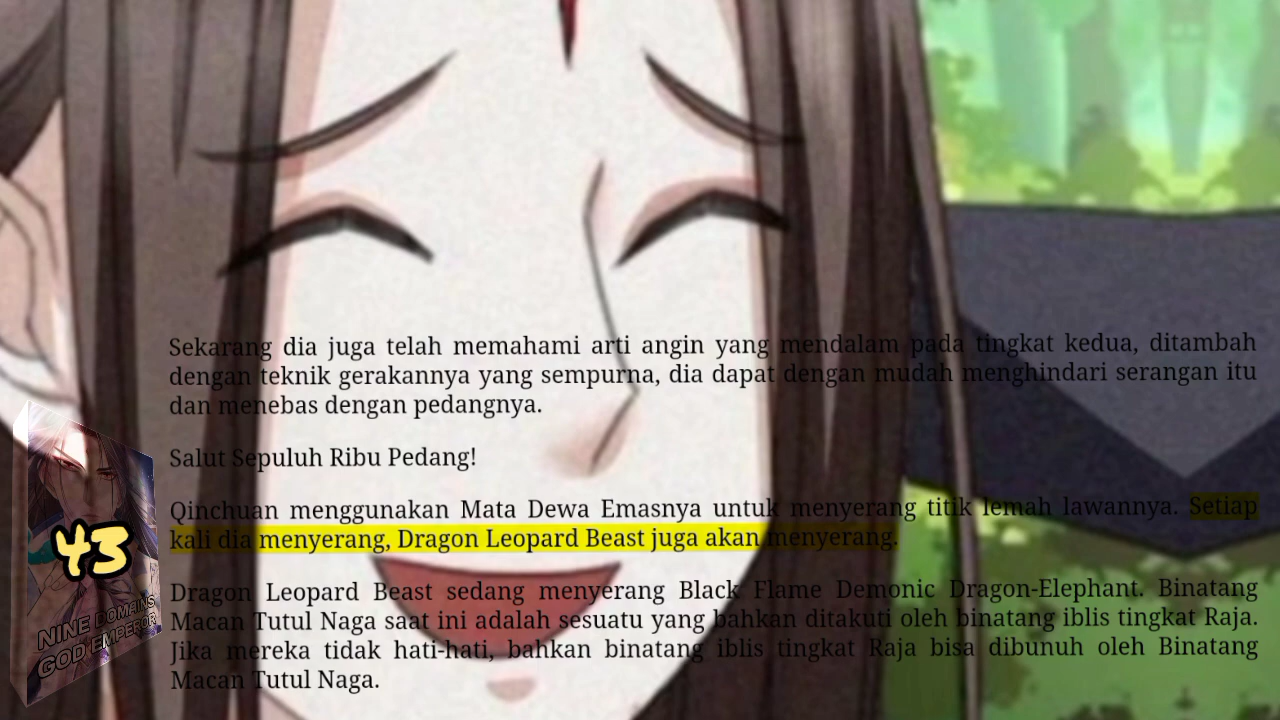 Sekarang dia juga telah memahami arti angin yang mendalam pada tingkat kedua, ditambah
dengan teknik gerakannya yang sempurna, dia dapat dengan mudah menghindari serangan itu
dan menebas dengan pedangnya.
Salut Sepuluh Ribu Pedang!
Qinchuan menggunakan Mata Dewa Emasnya untuk menyerang titik lemah lawannya. Setiap
kali dia menyerang, Dragon Leopard Beast juga akan menyerang.
Dragon Leopard Beast sedang menyerang Black Flame Demonic Dragon-Elephant. Binatang
Macan Tutul Naga saat ini adalah sesuatu yang bahkan ditakuti oleh binatang iblis tingkat Raja.
Jika mereka tidak hati-hati, bahkan binatang iblis tingkat Raja bisa dibunuh oleh Binatang
Macan Tutul Naga.
43
NINE DOMAINS
GOD EMPEROR